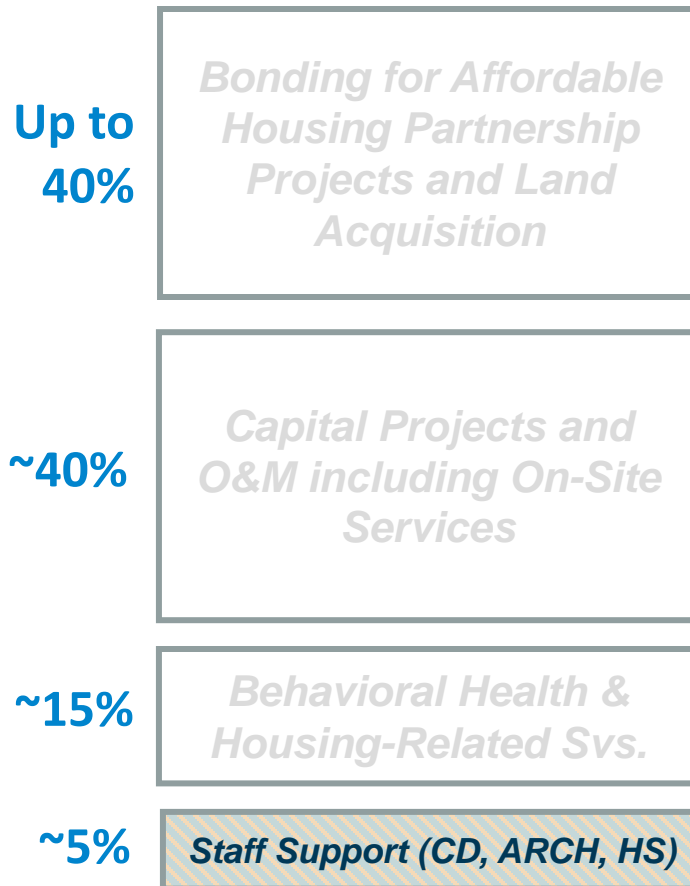 Up to
40%
Bonding for Affordable
Housing Partnership
Projects and Land
Acquisition
~40%
Capital Projects and
O&M including On-Site
Services
~15%
Behavioral Health &
Housing-Related Svs.
~5%
Staff Support (CD, ARCH, HS)